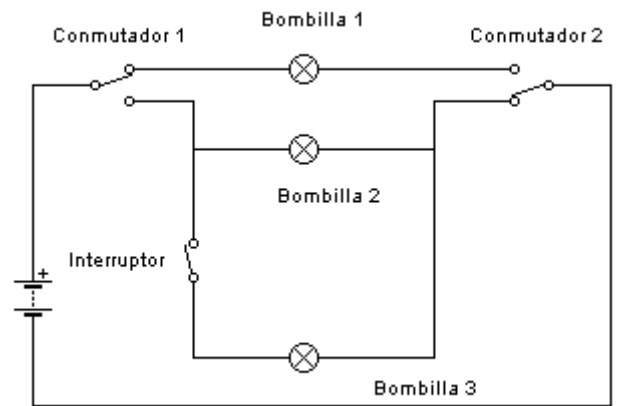 Bombilla 1
Conmutador 1
Conmutador 2
Bombilla 2
Interruptor
+
Bombilla 3